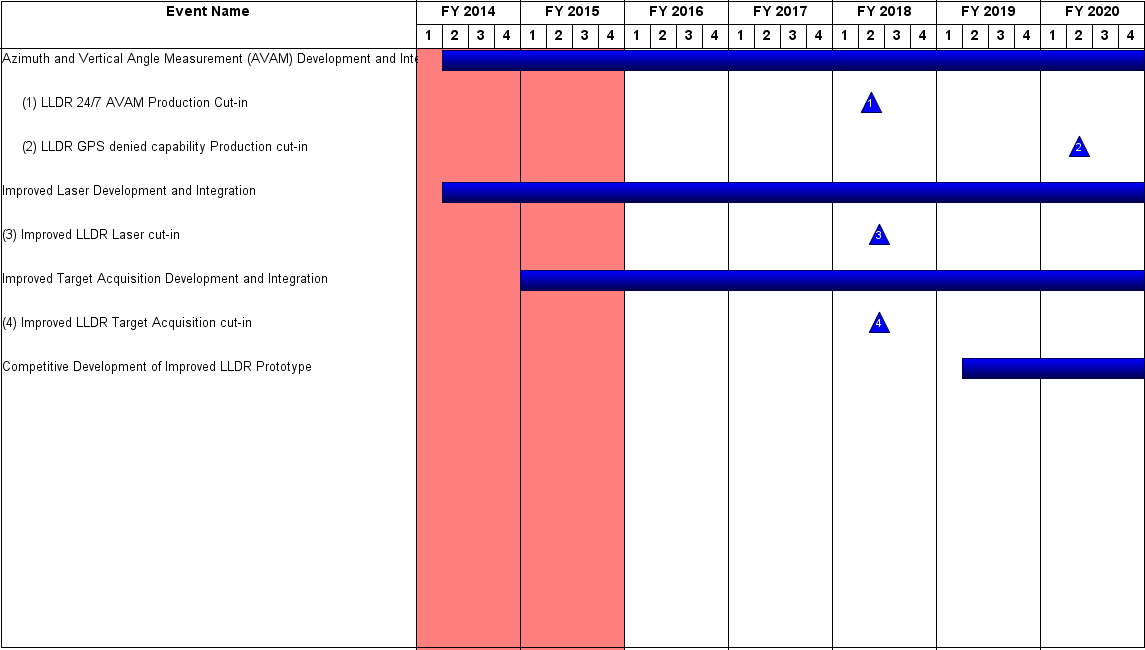 Event Name FY 2014 FY 2015 FY 2016 FY 2017 FY 2018 FY 2019 FY 2020
1 2 3 4 1 2 3 4 1 2 3 4 1 2 3 4 1 2 3 4 1 2 3 4 1 2 3 4
Azimuth and Vertical Angle Measurement (AVAM) Development and Inte
(1) LLDR 24/7 AVAM Production Cut-in 1
(2) LLDR GPS denied capability Production cut-in 2
Improved Laser Development and Integration
(3) Improved LLDR Laser cut-in 3
Improved Target Acquisition Development and Integration
(4) Improved LLDR Target Acquisition cut-in 4
Competitive Development of Improved LLDR Prototype